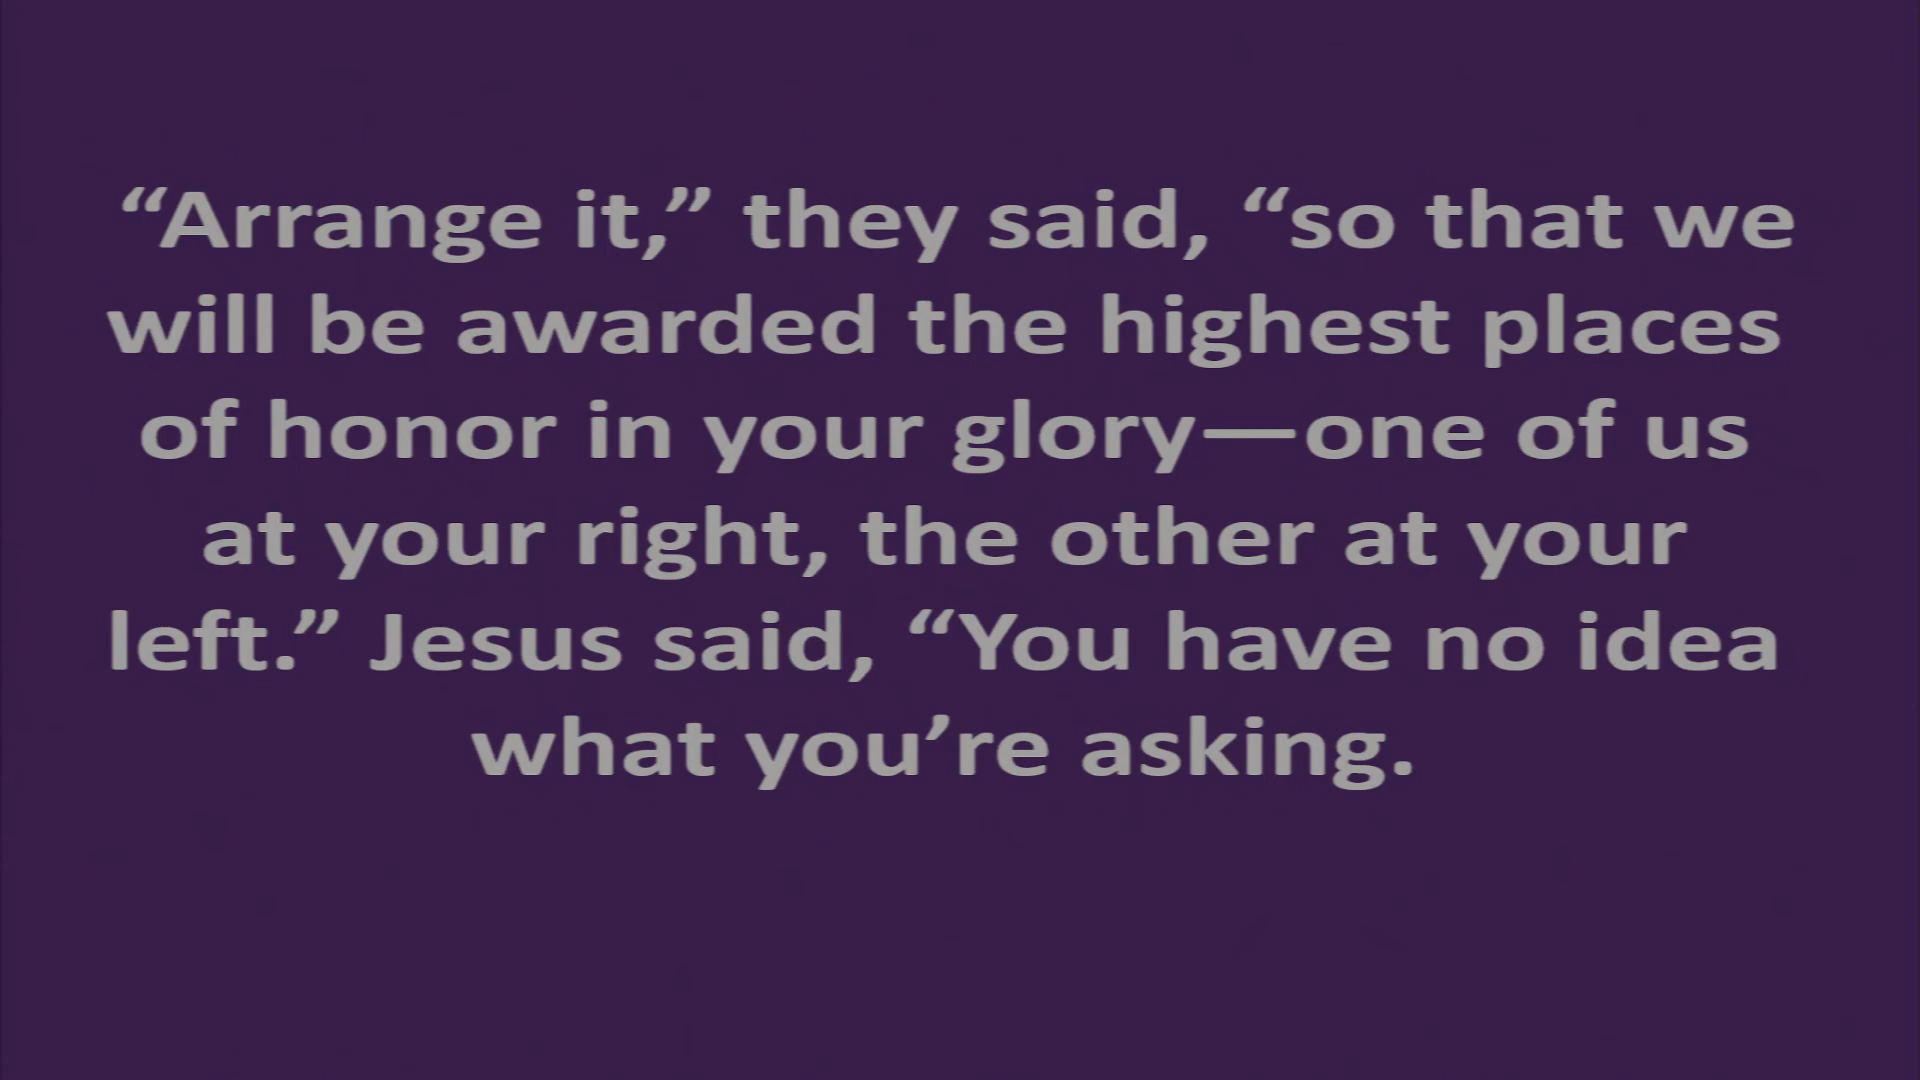 “Arrange it,” they said, “so that we
will be awarded the highest places
of honor in your glory—one of us
at your right, the other at your
left.” Jesus said, “You have no idea
what you’re asking.